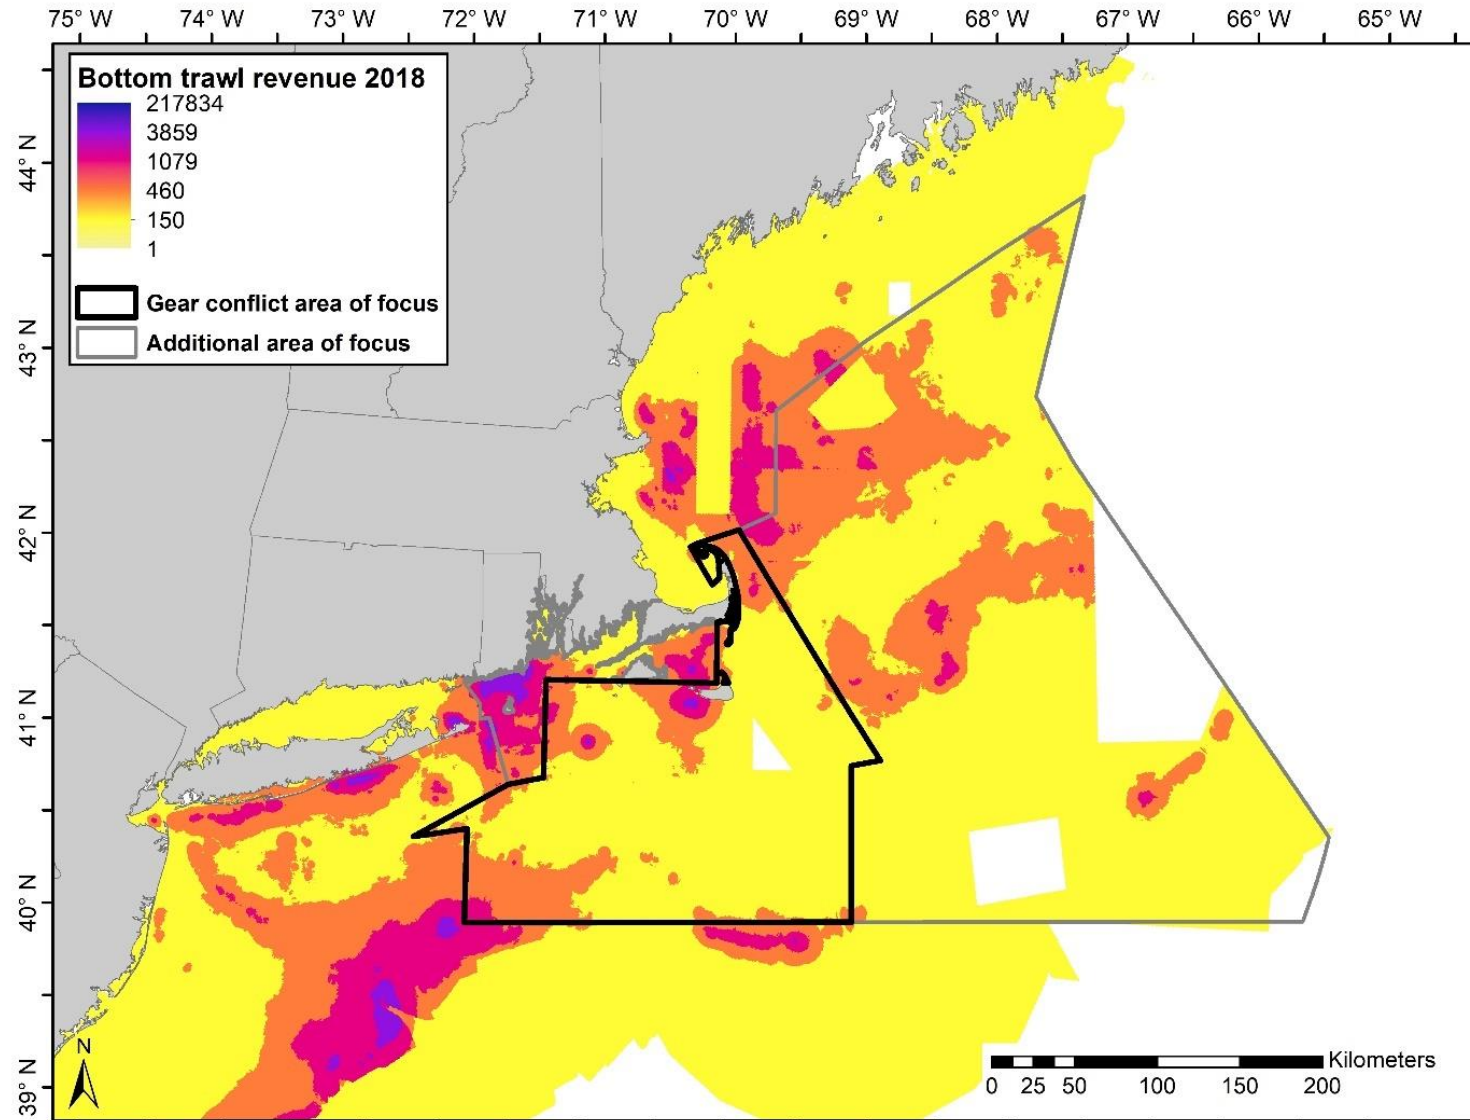 75° W 74° W 73° W 72° W 71° W 70° W 69° W 68° W 67° W 66° W 65° W
Bottom trawl revenue 2018
217834
3859
1079
460
150
1
Gear conflict area of focus
Additional area of focus
44° N
43° N
42° N
41° N
40° N
39° N
N
Kilometers
0 25 50 100 150 200